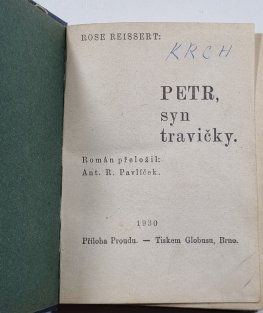 ROSE REISSERT:
KRCH
PETR,
syn
travičky.
Román přeložil:
Ant. R. Pavlíček.
1930
Příloha Proudu. — Tiskem Globusu, Brno.